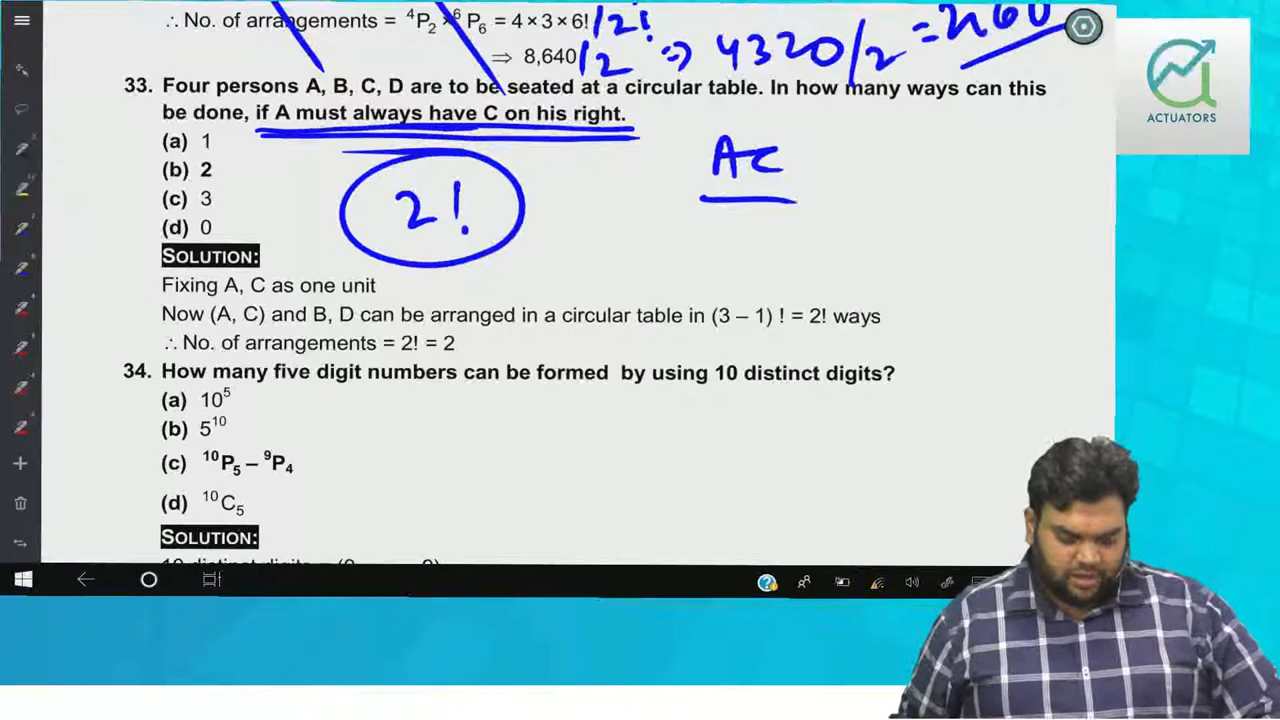 ∴ No. of arrangements = ⁴P₂ × ⁶P₆ = 4 × 3 × 6! /2!
⇒ 8,640 /2 ⇒ 4320/2 = 2160
33. Four persons A, B, C, D are to be seated at a circular table. In how many ways can this
be done, if A must always have C on his right.
(a) 1
(b) 2
(c) 3
(d) 0
2!
AC
ACTUATORS
SOLUTION:
Fixing A, C as one unit
Now (A, C) and B, D can be arranged in a circular table in (3 – 1) ! = 2! ways
∴ No. of arrangements = 2! = 2
34. How many five digit numbers can be formed by using 10 distinct digits?
(a) 10⁵
(b) 5¹⁰
(c) ¹⁰P₅ – ⁹P₄
(d) ¹⁰C₅
SOLUTION: